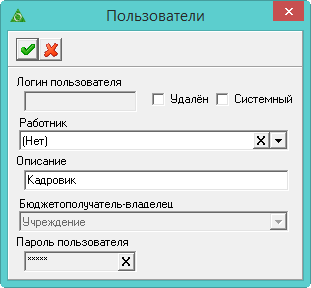 Пользователи
Логин пользователя
Удалён
Системный
Работник
(Нет)
Описание
Кадровик
Бюджетополучатель-владелец
Учреждение
Пароль пользователя
*****